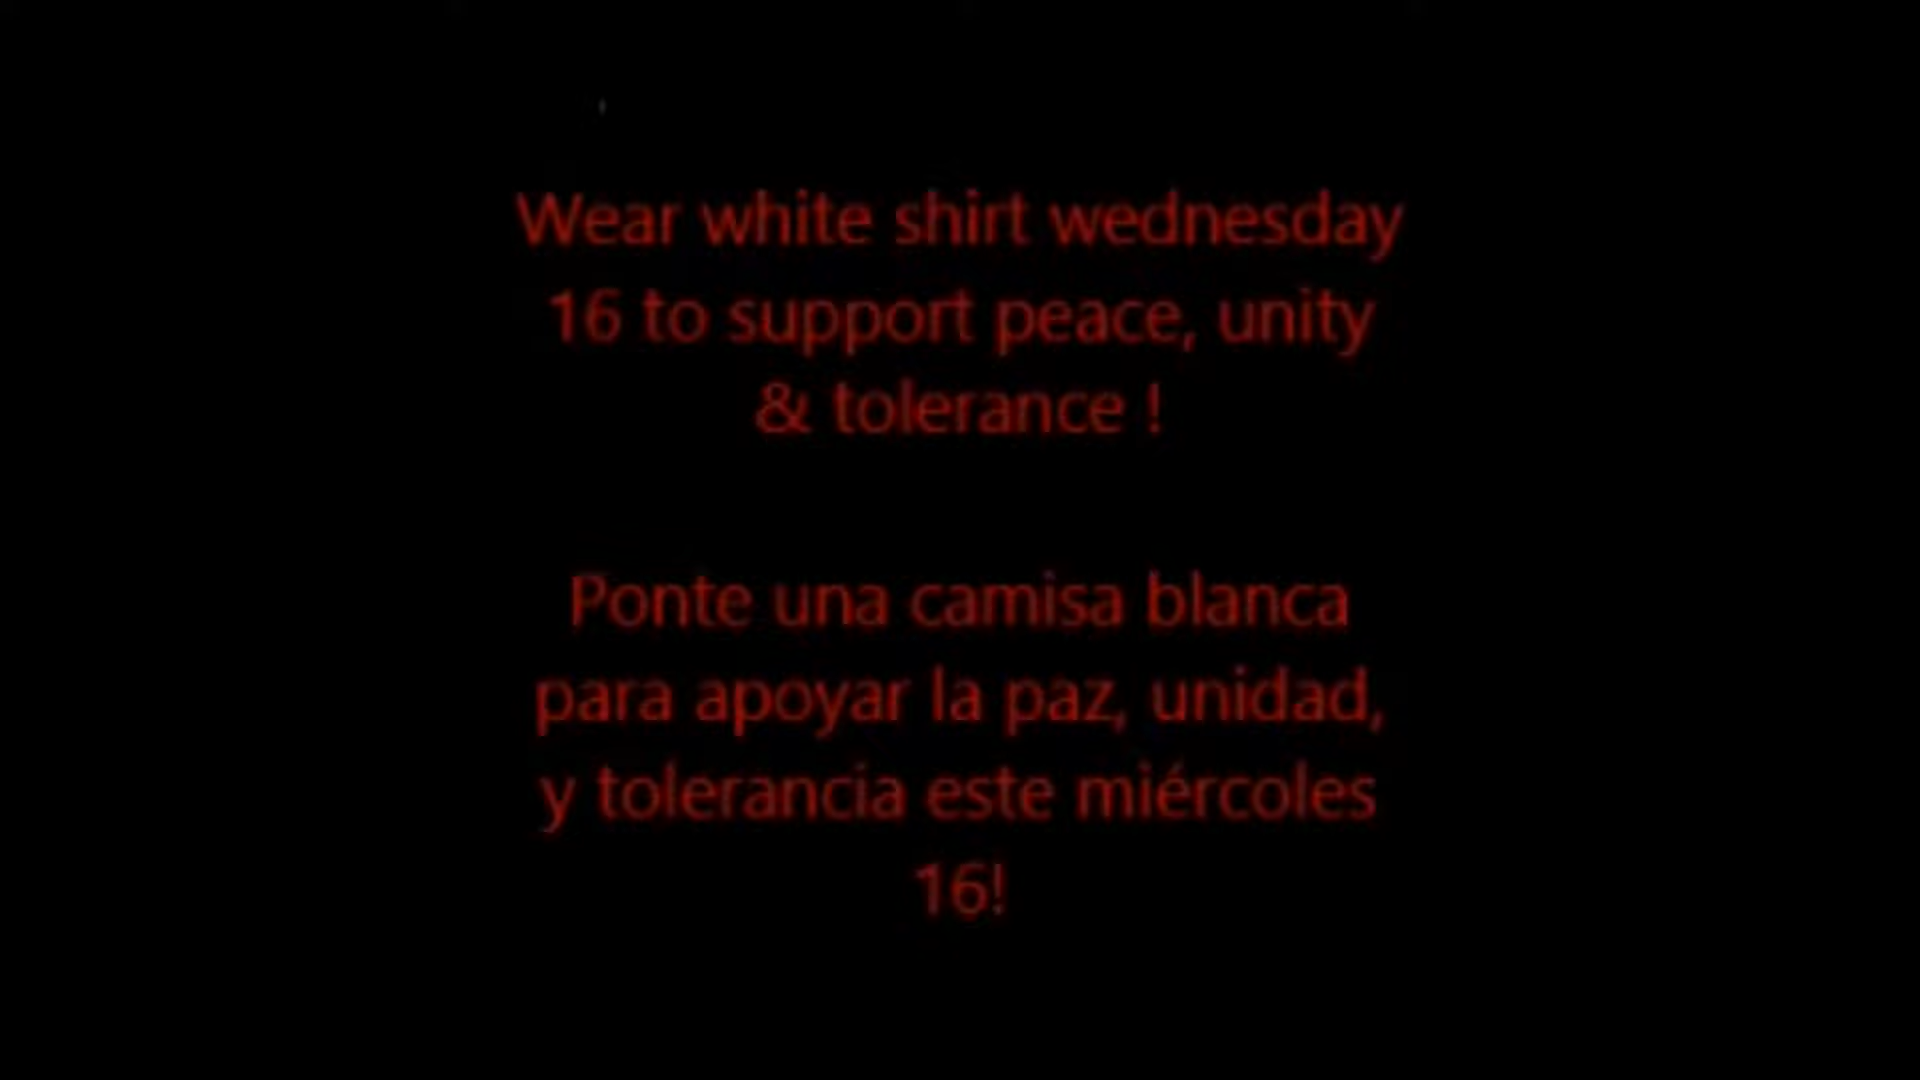 Wear white shirt wednesday
16 to support peace, unity
& tolerance !
Ponte una camisa blanca
para apoyar la paz, unidad,
y tolerancia este miércoles
16!